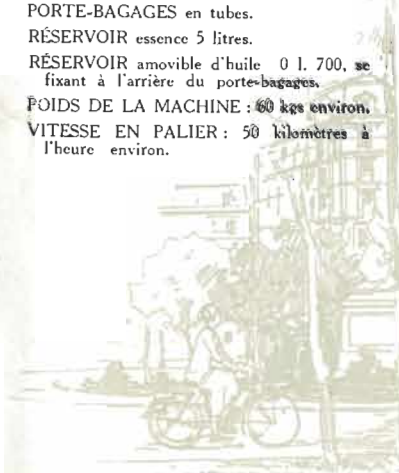 PORTE-BAGAGES en tubes.
RÉSERVOIR essence 5 litres.
RÉSERVOIR amovible d'huile 0 l. 700, se
fixant à l'arrière du porte-bagages.
POIDS DE LA MACHINE : 60 kgs environ.
VITESSE EN PALIER : 50 kilomètres à
l'heure environ.